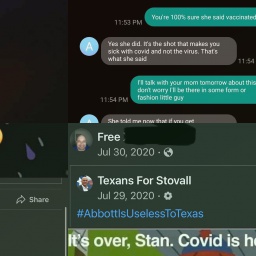 You're 100% sure she said vaccinated
11:53 PM
Yes she did. It's the shot that makes you
sick with covid and not the virus. That's
what she said
11:54
I'll talk with your mom tomorrow about this
don't worry I'll be there in some form or
fashion little guy
11:54 PM
She told me now that if you get
Free
Jul 30, 2020 ·
Share
Texans For Stovall
Jul 29, 2020 ·
#AbbottIsUselessToTexas
It's over, Stan. Covid is